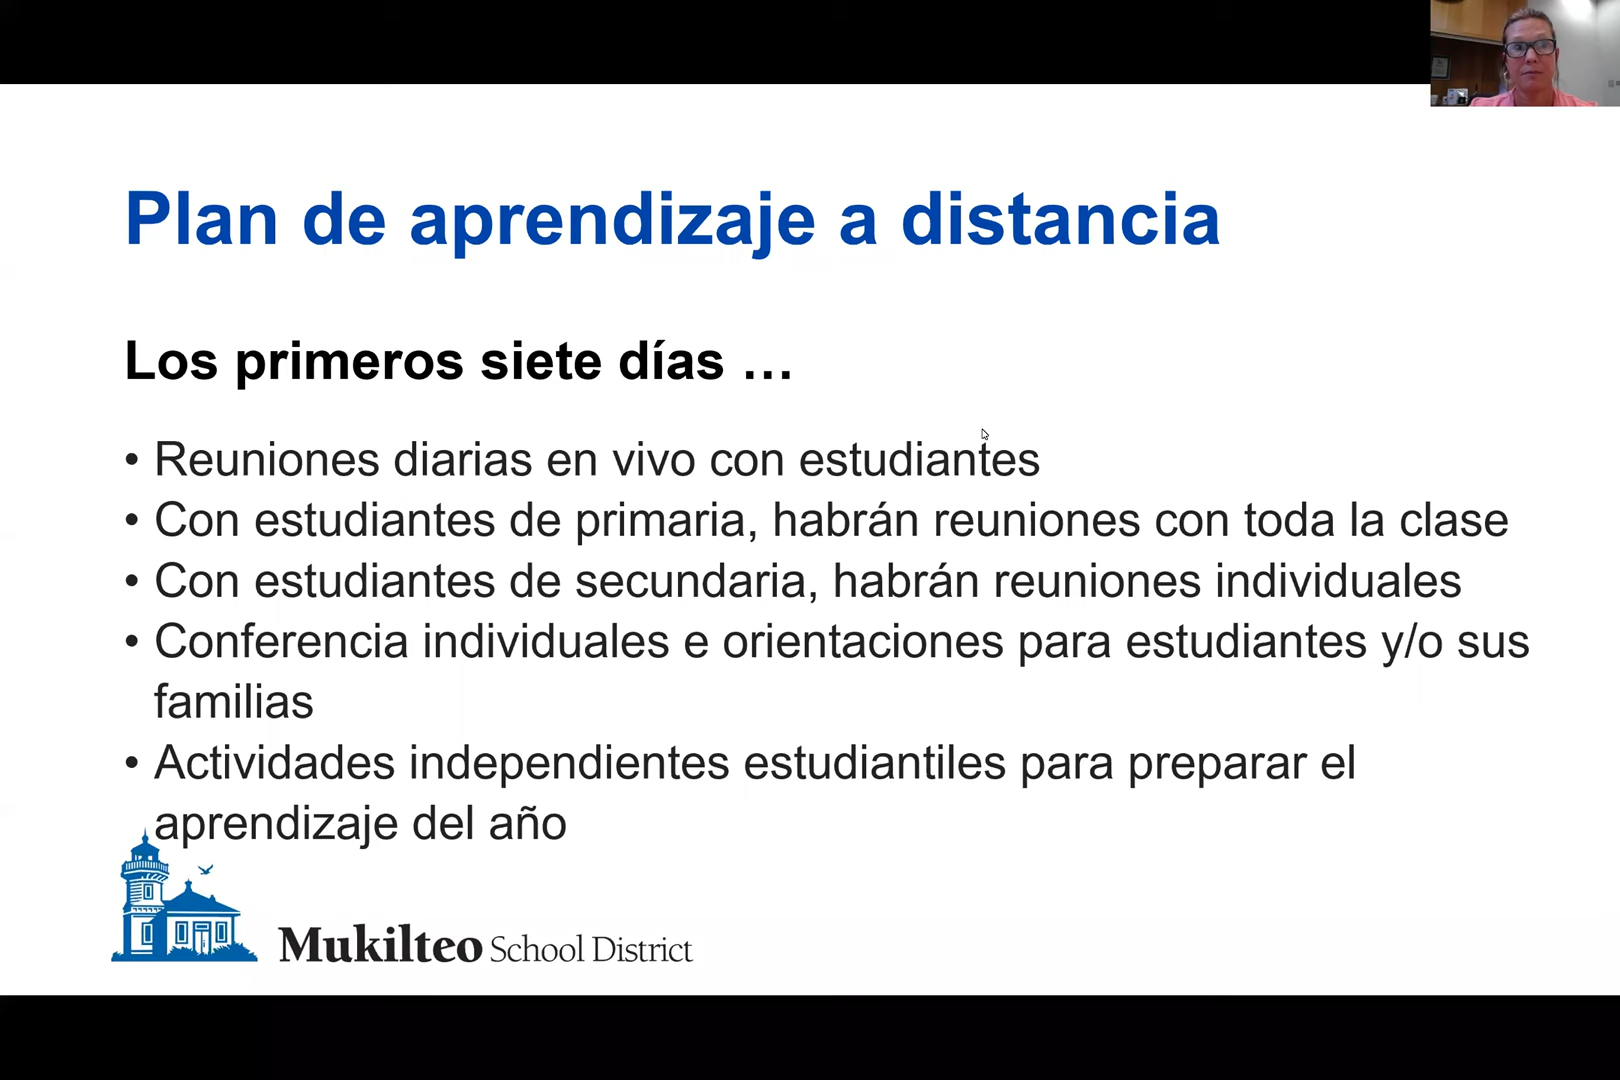 Plan de aprendizaje a distancia
Los primeros siete días ...
• Reuniones diarias en vivo con estudiantes
• Con estudiantes de primaria, habrán reuniones con toda la clase
• Con estudiantes de secundaria, habrán reuniones individuales
• Conferencia individuales e orientaciones para estudiantes y/o sus
familias
• Actividades independientes estudiantiles para preparar el
aprendizaje del año
Mukilteo School District